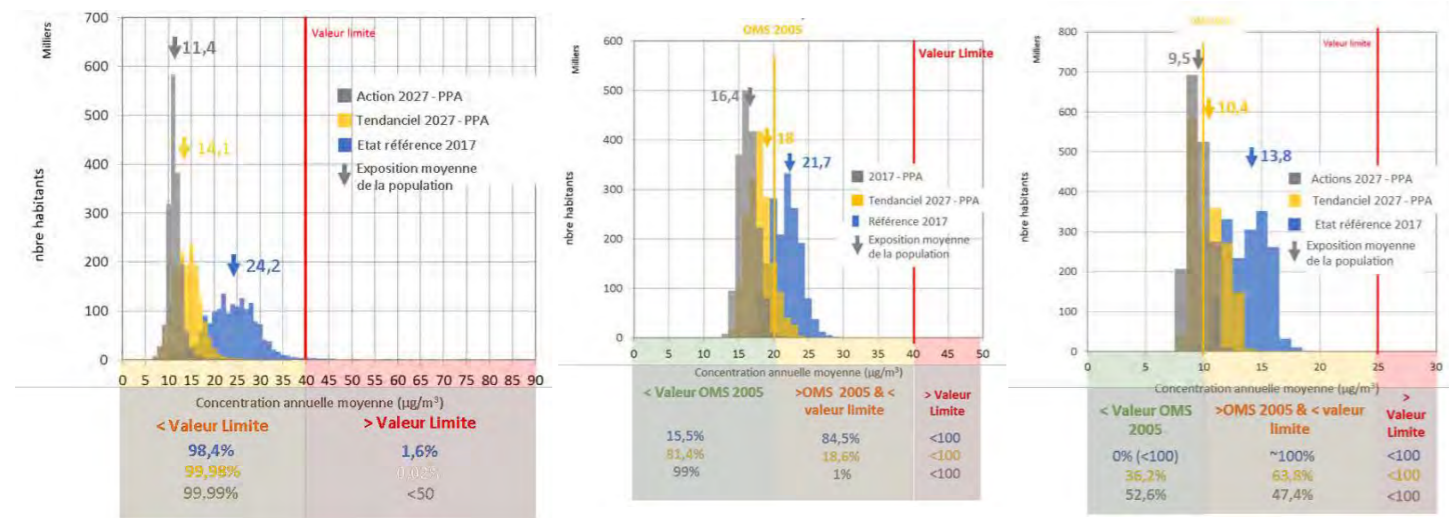 700
600
500
400
300
200
100
0
Milliers
nbre habitants
11,4
14,1
24,2
Valeur limite
Action 2027 - PPA
Tendanciel 2027 - PPA
Etat référence 2017
Exposition moyenne
de la population
0 5 10 15 20 25 30 35 40 45 50 55 60 65 70 75 80 85 90
Concentration annuelle moyenne (µg/m³)
< Valeur Limite > Valeur Limite
98,4% 1,6%
99,98%
99.99% <50
OMS 2005
600
500
400
300
200
100
0
Milliers
nbre habitants
16,4
18
21,7
Valeur Limite
2017 - PPA
Tendanciel 2027 - PPA
Référence 2017
Exposition moyenne
de la population
0 5 10 15 20 25 30 35 40 45 50
Concentration annuelle moyenne (µg/m³)
< Valeur OMS 2005 >OMS 2005 & < > Valeur
valeur limite Limite
15,5% 84,5% <100
81,4% 18,6% <100
99% 1% <100
800
700
600
500
400
300
200
100
0
Milliers
nbre habitants
9,5
10,4
13,8
Valeur limite
Actions 2027 - PPA
Tendanciel 2027 - PPA
Etat référence 2017
Exposition moyenne
de la population
0 5 10 15 20 25 30
Concentration annuelle moyenne (µg/m³)
< Valeur OMS >OMS 2005 & < valeur >
2005 limite Valeur
Limite
0% (<100) ~100% <100
36,2% 63,8% <100
52,6% 47,4% <100